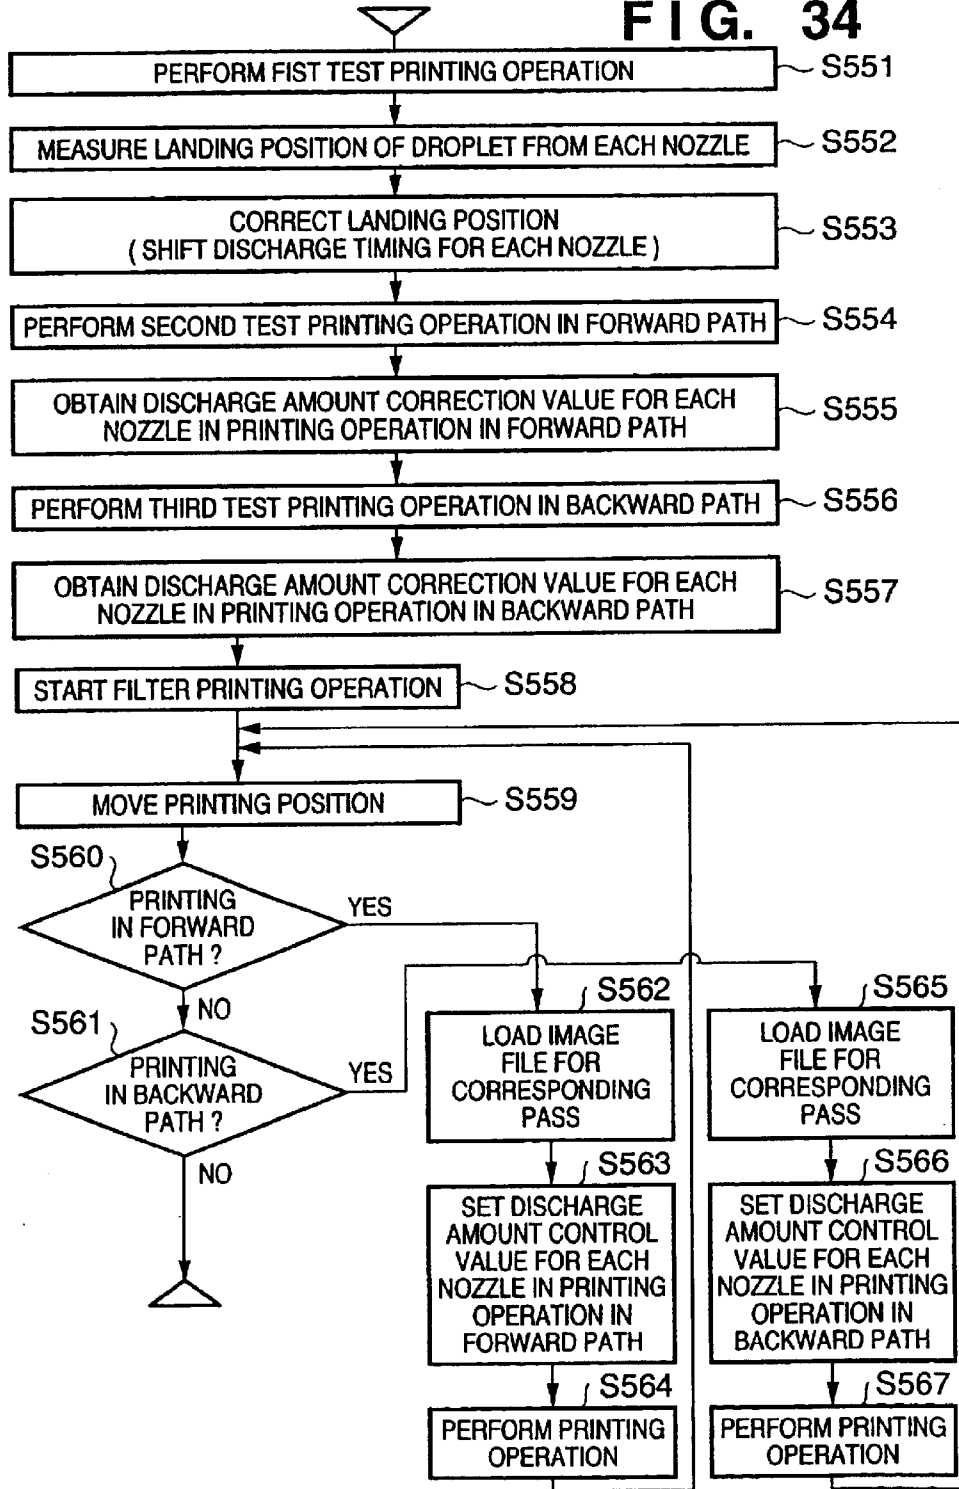 FIG. 34
PERFORM FIST TEST PRINTING OPERATION
S551
MEASURE LANDING POSITION OF DROPLET FROM EACH NOZZLE
S552
CORRECT LANDING POSITION
( SHIFT DISCHARGE TIMING FOR EACH NOZZLE )
S553
PERFORM SECOND TEST PRINTING OPERATION IN FORWARD PATH
S554
OBTAIN DISCHARGE AMOUNT CORRECTION VALUE FOR EACH
NOZZLE IN PRINTING OPERATION IN FORWARD PATH
S555
PERFORM THIRD TEST PRINTING OPERATION IN BACKWARD PATH
S556
OBTAIN DISCHARGE AMOUNT CORRECTION VALUE FOR EACH
NOZZLE IN PRINTING OPERATION IN BACKWARD PATH
S557
START FILTER PRINTING OPERATION
S558
MOVE PRINTING POSITION
S559
S560
PRINTING
IN FORWARD
PATH ?
YES
NO
S561
PRINTING
IN BACKWARD
PATH ?
YES
NO
S562
LOAD IMAGE
FILE FOR
CORRESPONDING
PASS
S563
SET DISCHARGE
AMOUNT CONTROL
VALUE FOR EACH
NOZZLE IN PRINTING
OPERATION IN
FORWARD PATH
S564
PERFORM PRINTING
OPERATION
S565
LOAD IMAGE
FILE FOR
CORRESPONDING
PASS
S566
SET DISCHARGE
AMOUNT CONTROL
VALUE FOR EACH
NOZZLE IN PRINTING
OPERATION IN
BACKWARD PATH
S567
PERFORM PRINTING
OPERATION